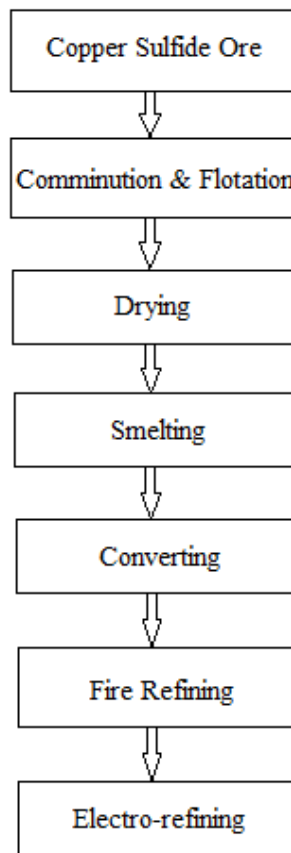 Copper Sulfide Ore
Comminution & Flotation
Drying
Smelting
Converting
Fire Refining
Electro-refining